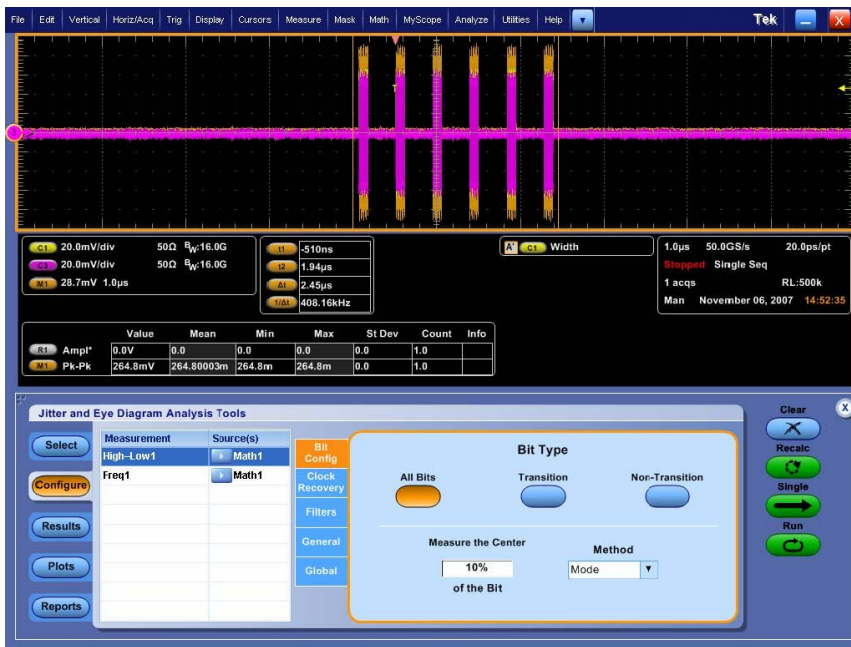 File Edit Vertical Horiz/Acq Trig Display Cursors Measure Mask Math MyScope Analyze Utilities Help Tek X
T
C1 20.0mV/div 50Ω BW:16.0G
C3 20.0mV/div 50Ω BW:16.0G
M1 28.7mV 1.0µs
t1 -510ns
t2 1.94µs
Δt 2.45µs
1/Δt 408.16kHz
A' C1 Width
1.0µs 50.0GS/s 20.0ps/pt
Stopped Single Seq
1 acqs RL:500k
Man November 06, 2007 14:52:35
Value Mean Min Max St Dev Count Info
R1 Ampl* 0.0V 0.0 0.0 0.0 0.0 1.0
M1 Pk-Pk 264.8mV 264.80003m 264.8m 264.8m 0.0 1.0
Jitter and Eye Diagram Analysis Tools
Select
Configure
Results
Plots
Reports
Measurement Source(s)
High–Low1 Math1
Freq1 Math1
Bit Config
Clock Recovery
Filters
General
Global
Bit Type
All Bits Transition Non-Transition
Measure the Center
10%
of the Bit
Method
Mode
Clear
X
Recalc
Single
Run